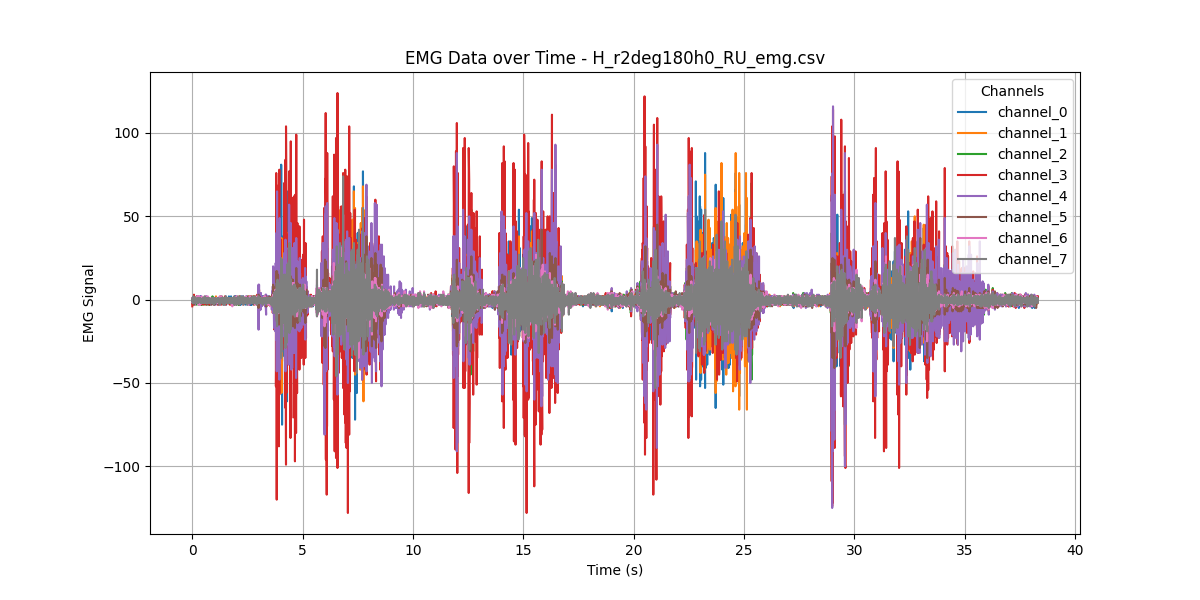 EMG Data over Time - H_r2deg180h0_RU_emg.csv
EMG Signal
100
50
0
−50
−100
Channels
channel_0
channel_1
channel_2
channel_3
channel_4
channel_5
channel_6
channel_7
0 5 10 15 20 25 30 35 40
Time (s)